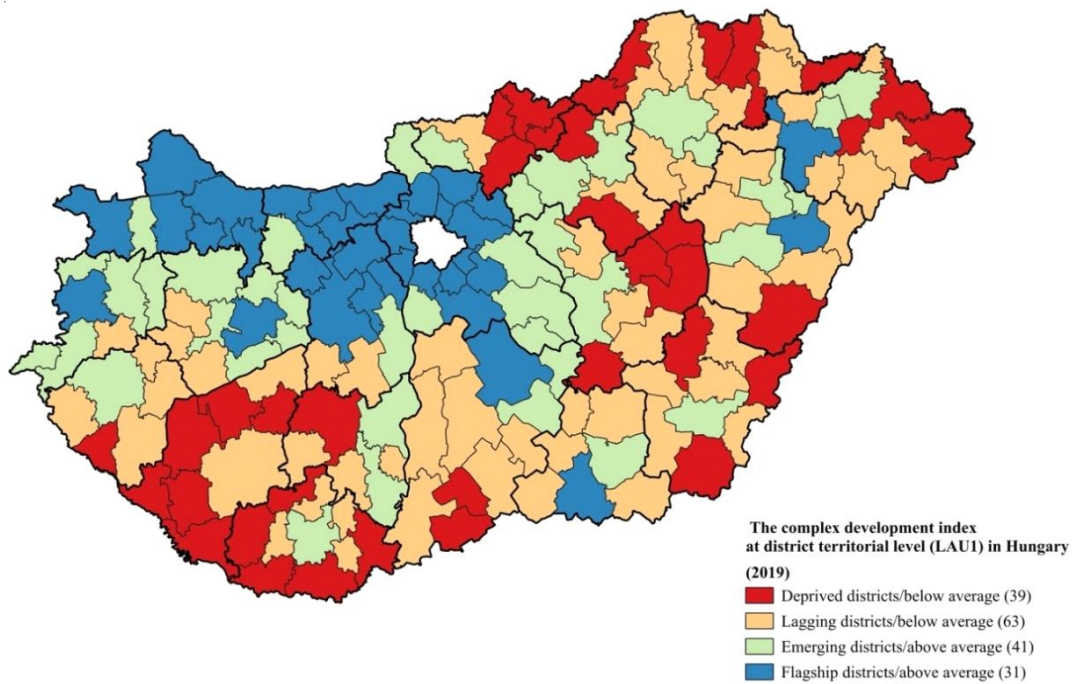 The complex development index
at district territorial level (LAU1) in Hungary
(2019)
Deprived districts/below average (39)
Lagging districts/below average (63)
Emerging districts/above average (41)
Flagship districts/above average (31)